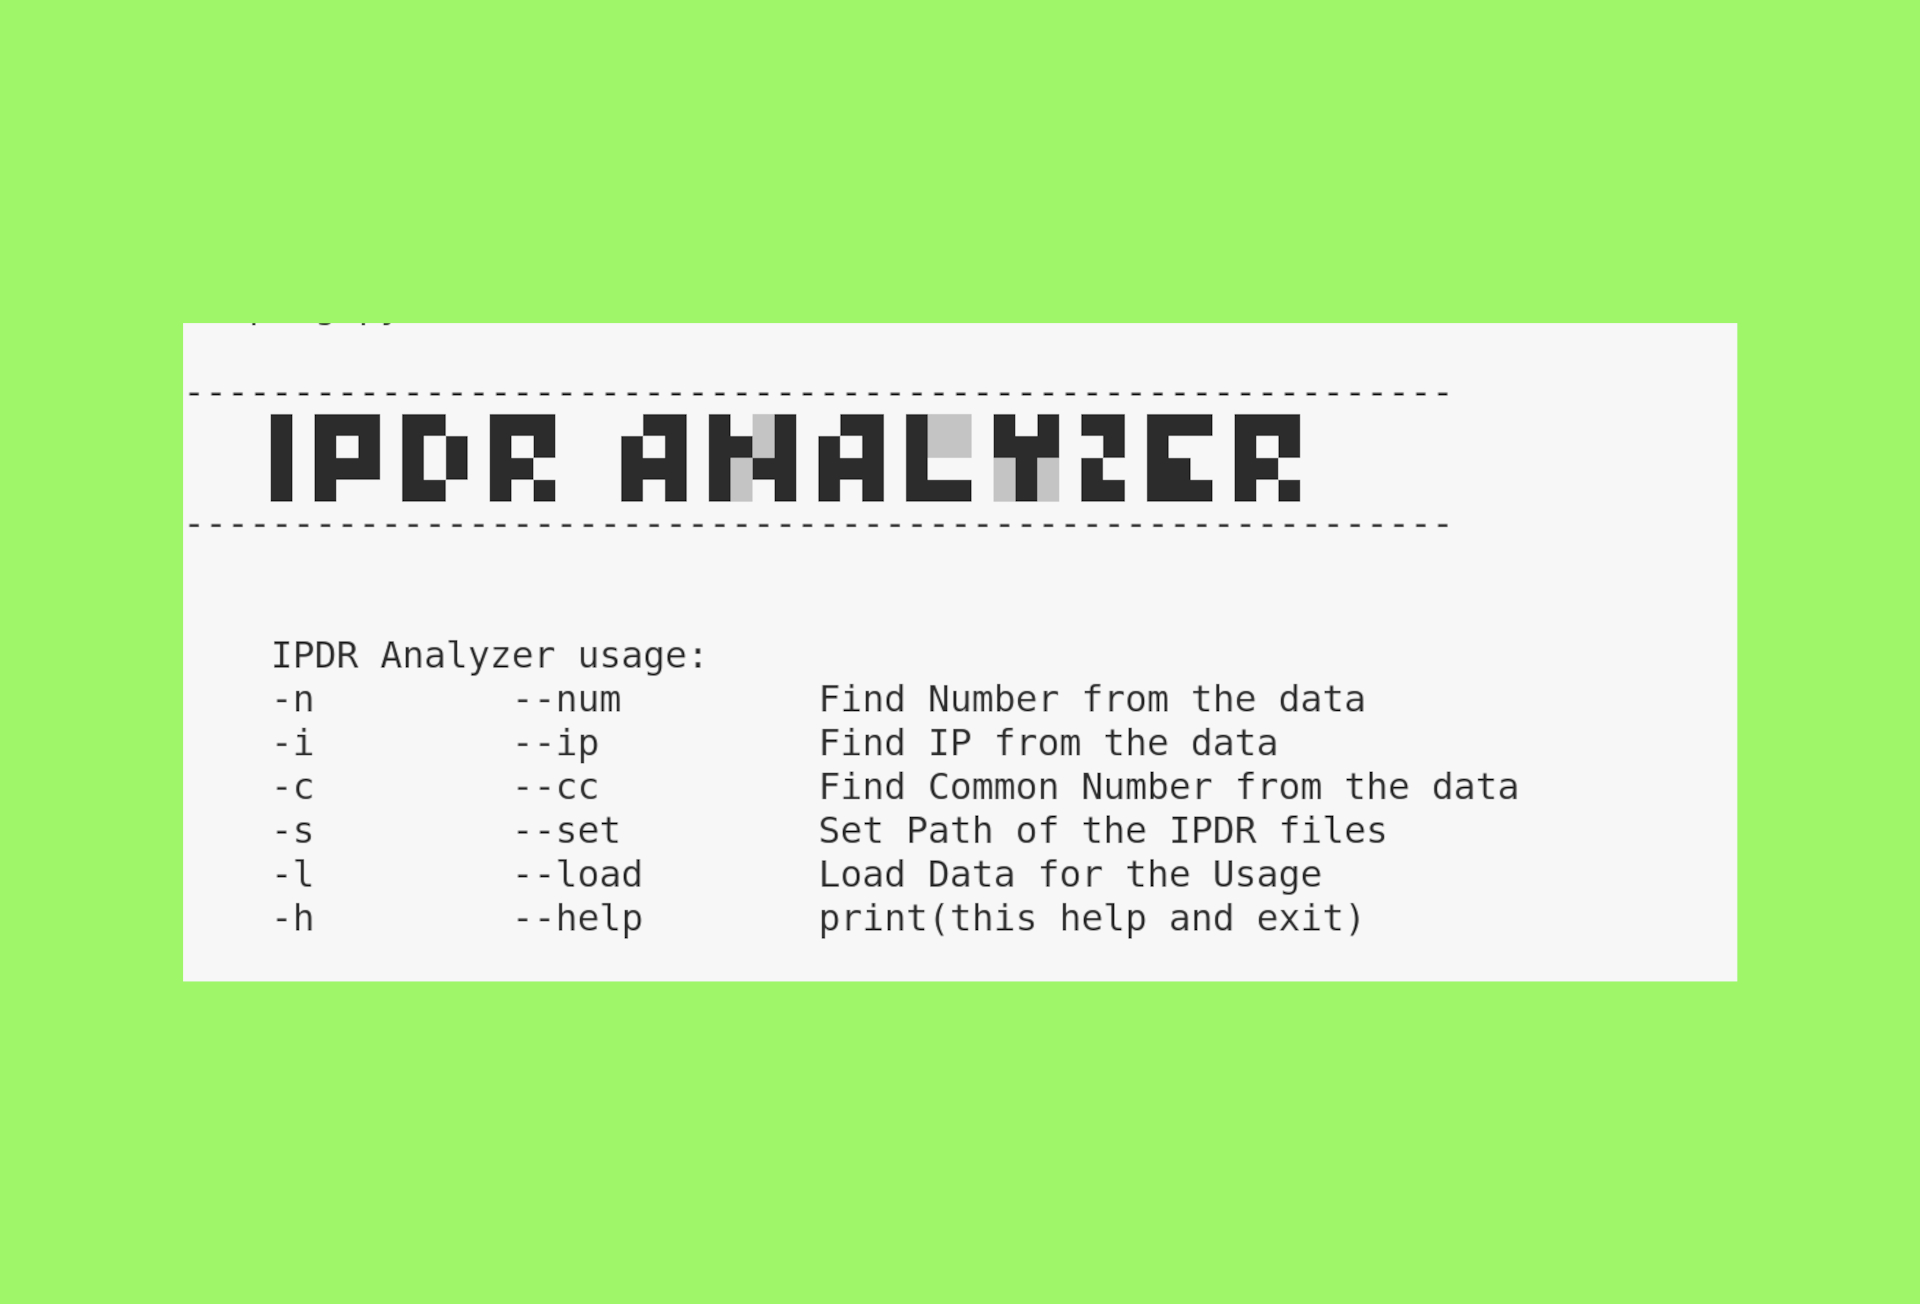 ----------------------------------------------------------
IPDR ANALYZER
----------------------------------------------------------
IPDR Analyzer usage:
-n --num Find Number from the data
-i --ip Find IP from the data
-c --cc Find Common Number from the data
-s --set Set Path of the IPDR files
-l --load Load Data for the Usage
-h --help print(this help and exit)